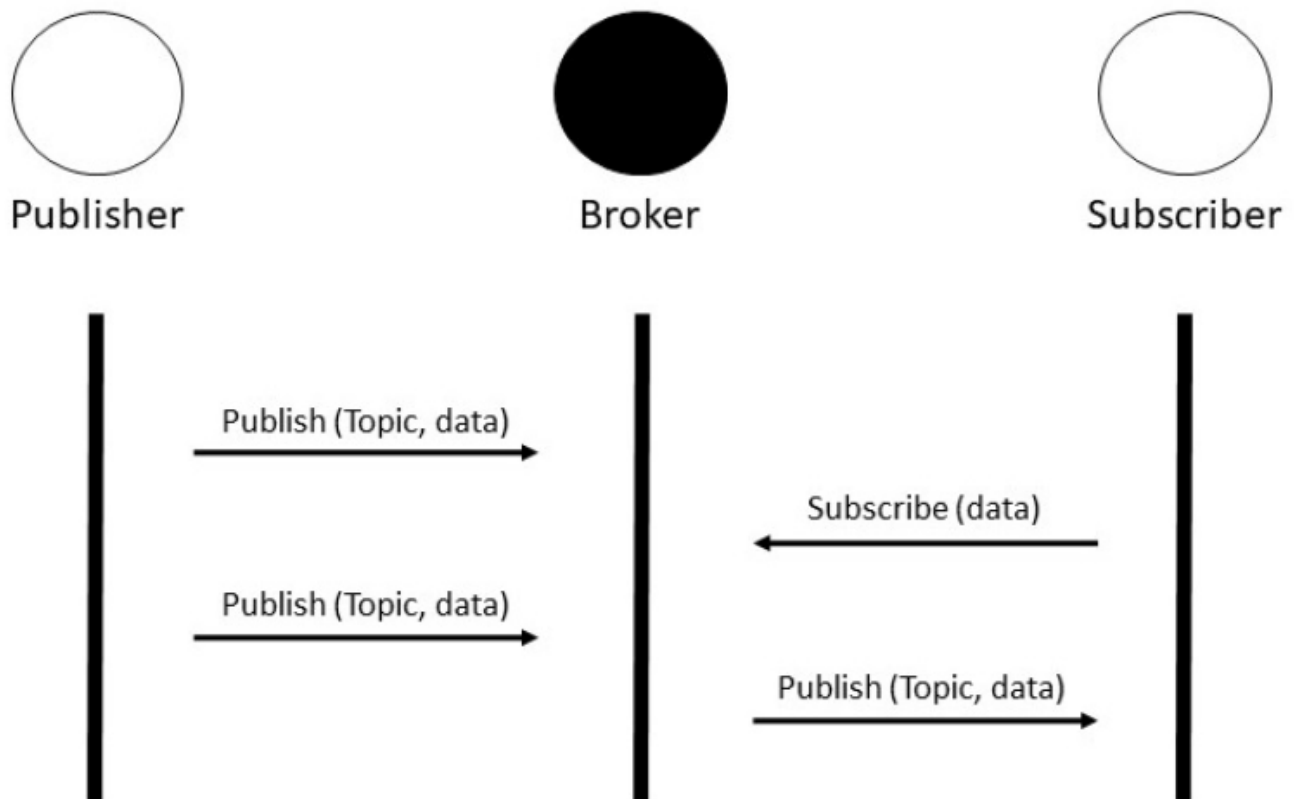 Publisher
Broker
Subscriber
Publish (Topic, data)
Subscribe (data)
Publish (Topic, data)
Publish (Topic, data)